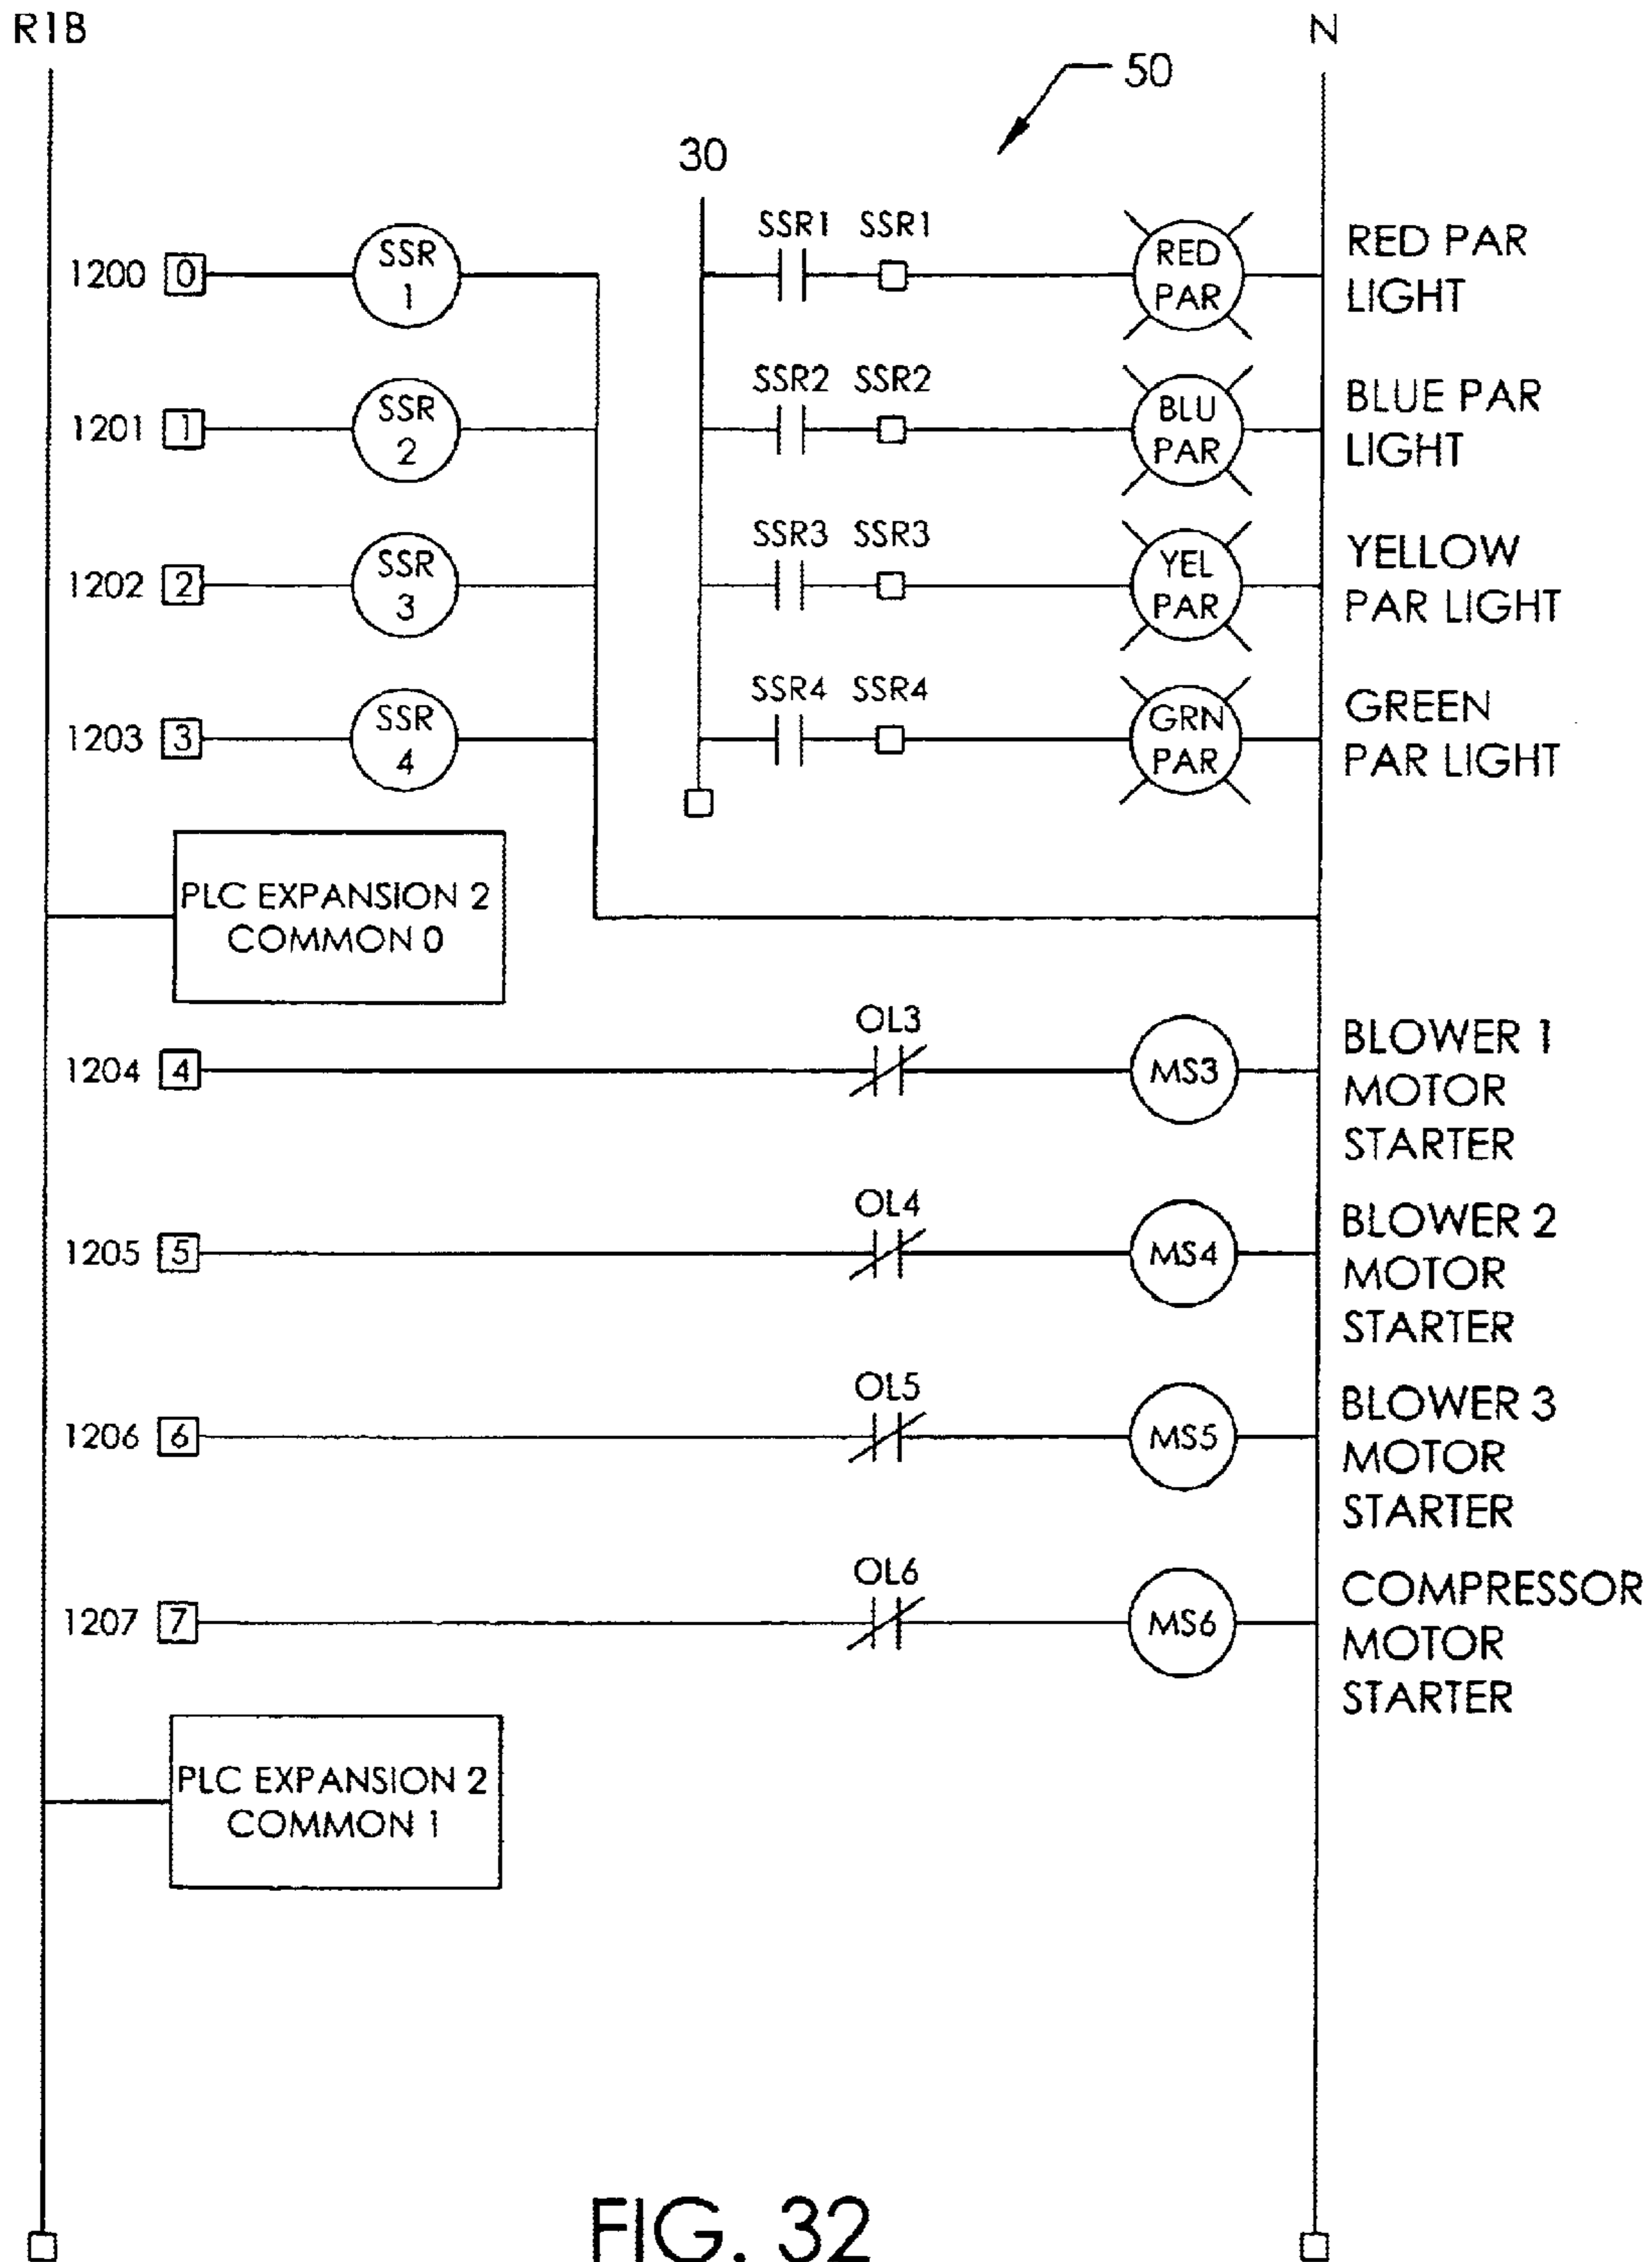 R1B
N
50
30
1200 0 SSR 1
SSR1 SSR1 RED PAR
RED PAR
LIGHT
1201 1 SSR 2
SSR2 SSR2 BLU PAR
BLUE PAR
LIGHT
1202 2 SSR 3
SSR3 SSR3 YEL PAR
YELLOW
PAR LIGHT
1203 3 SSR 4
SSR4 SSR4 GRN PAR
GREEN
PAR LIGHT
PLC EXPANSION 2
COMMON 0
1204 4 OL3 MS3
BLOWER 1
MOTOR
STARTER
1205 5 OL4 MS4
BLOWER 2
MOTOR
STARTER
1206 6 OL5 MS5
BLOWER 3
MOTOR
STARTER
1207 7 OL6 MS6
COMPRESSOR
MOTOR
STARTER
PLC EXPANSION 2
COMMON 1
FIG. 32